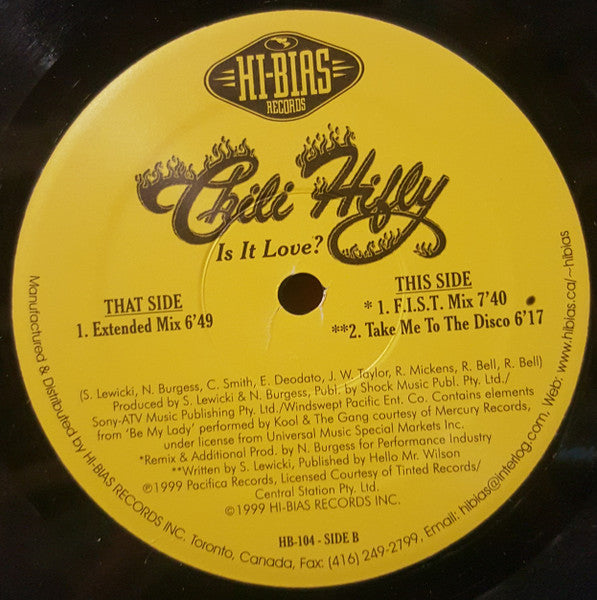 HI-BIAS
RECORDS
Chili Hifly
Is It Love?
THAT SIDE
1. Extended Mix 6'49
THIS SIDE
* 1. F.I.S.T. Mix 7'40
**2. Take Me To The Disco 6'17
(S. Lewicki, N. Burgess, C. Smith, E. Deodato, J. W. Taylor, R. Mickens, R. Bell, R. Bell)
Produced by S. Lewicki & N. Burgess, Publ. by Shock Music Publ. Pty. Ltd./
Sony-ATV Music Publishing Pty. Ltd./Windswept Pacific Ent. Co. Contains elements
from 'Be My Lady' performed by Kool & The Gang courtesy of Mercury Records,
under license from Universal Music Special Markets Inc.
*Remix & Additional Prod. by N. Burgess for Performance Industry
**Written by S. Lewicki, Published by Hello Mr. Wilson
℗1999 Pacifica Records, Licensed Courtesy of Tinted Records/
Central Station Pty. Ltd.
©1999 HI-BIAS RECORDS INC.
HB-104 - SIDE B
Manufactured & Distributed by HI-BIAS RECORDS INC. Toronto, Canada, Fax: (416) 249-2799, Email: hibias@interlog.com, Web: www.hibias.ca/~hibias